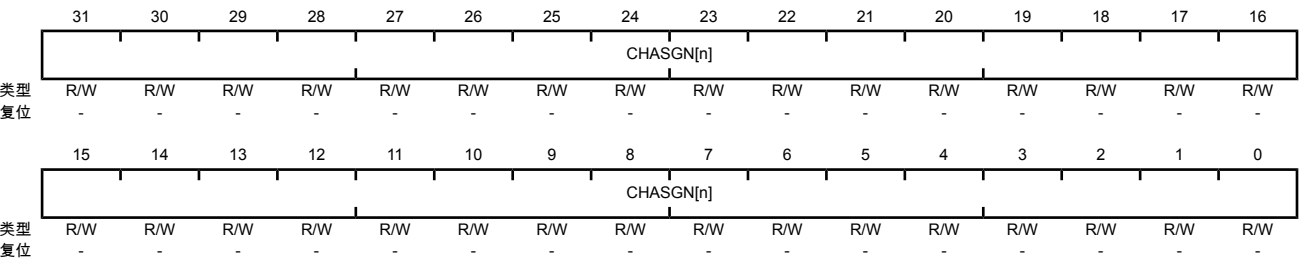 31 30 29 28 27 26 25 24 23 22 21 20 19 18 17 16
CHASGN[n]
类型 R/W R/W R/W R/W R/W R/W R/W R/W R/W R/W R/W R/W R/W R/W R/W R/W
复位 - - - - - - - - - - - - - - - -
15 14 13 12 11 10 9 8 7 6 5 4 3 2 1 0
CHASGN[n]
类型 R/W R/W R/W R/W R/W R/W R/W R/W R/W R/W R/W R/W R/W R/W R/W R/W
复位 - - - - - - - - - - - - - - - -